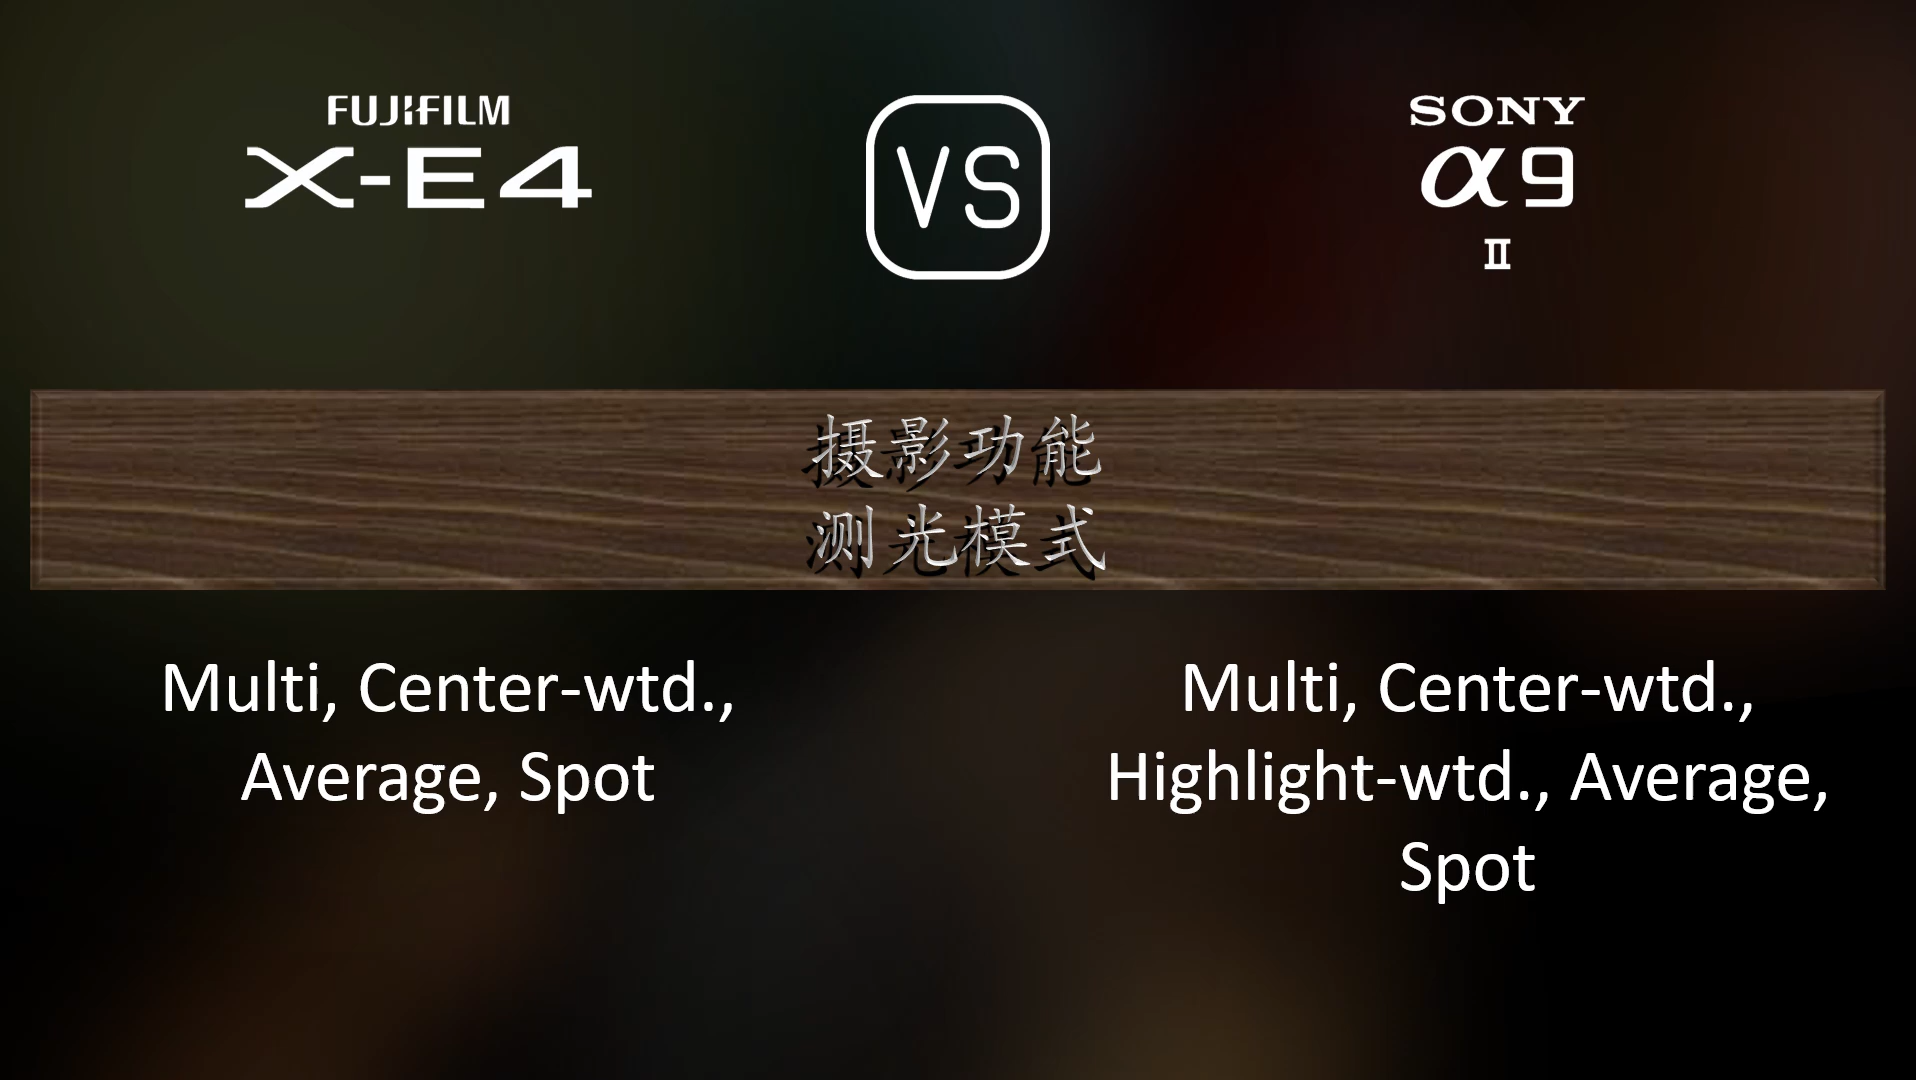 FUJIFILM
X-E4
VS
SONY
α9
II
摄影功能
测光模式
Multi, Center-wtd.,
Average, Spot
Multi, Center-wtd.,
Highlight-wtd., Average,
Spot